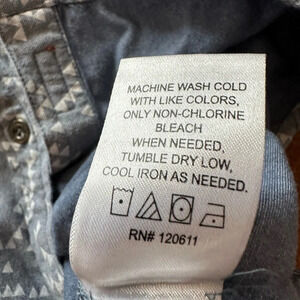 MACHINE WASH COLD
WITH LIKE COLORS,
ONLY NON-CHLORINE
BLEACH
WHEN NEEDED,
TUMBLE DRY LOW,
COOL IRON AS NEEDED.
RN# 120611